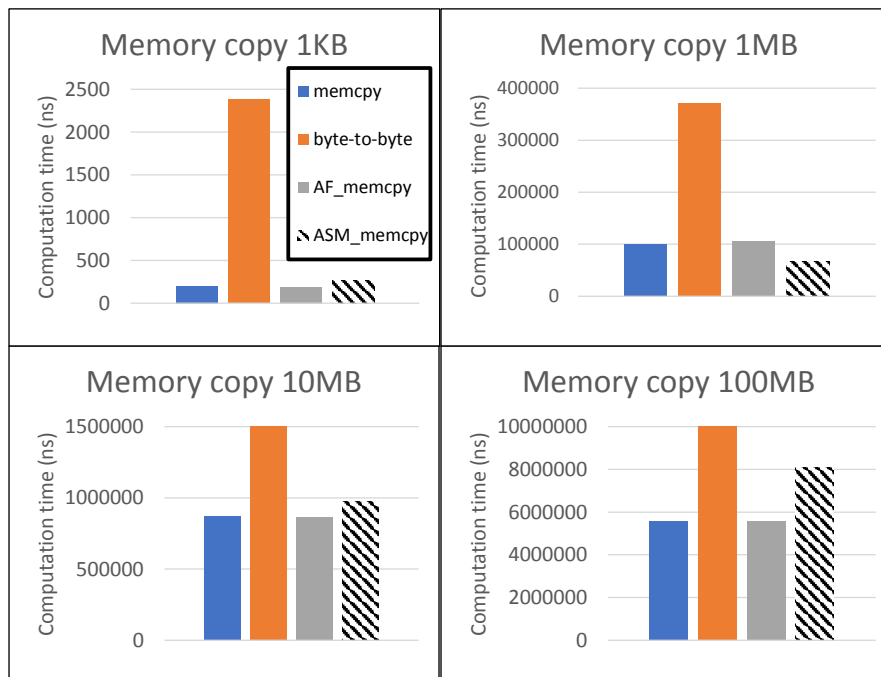 Memory copy 1KB
Computation time (ns)
2500
2000
1500
1000
500
0
memcpy
byte-to-byte
AF_memcpy
ASM_memcpy
Memory copy 1MB
Computation time (ns)
400000
300000
200000
100000
0
Memory copy 10MB
Computation time (ns)
1500000
1000000
500000
0
Memory copy 100MB
Computation time (ns)
10000000
8000000
6000000
4000000
2000000
0